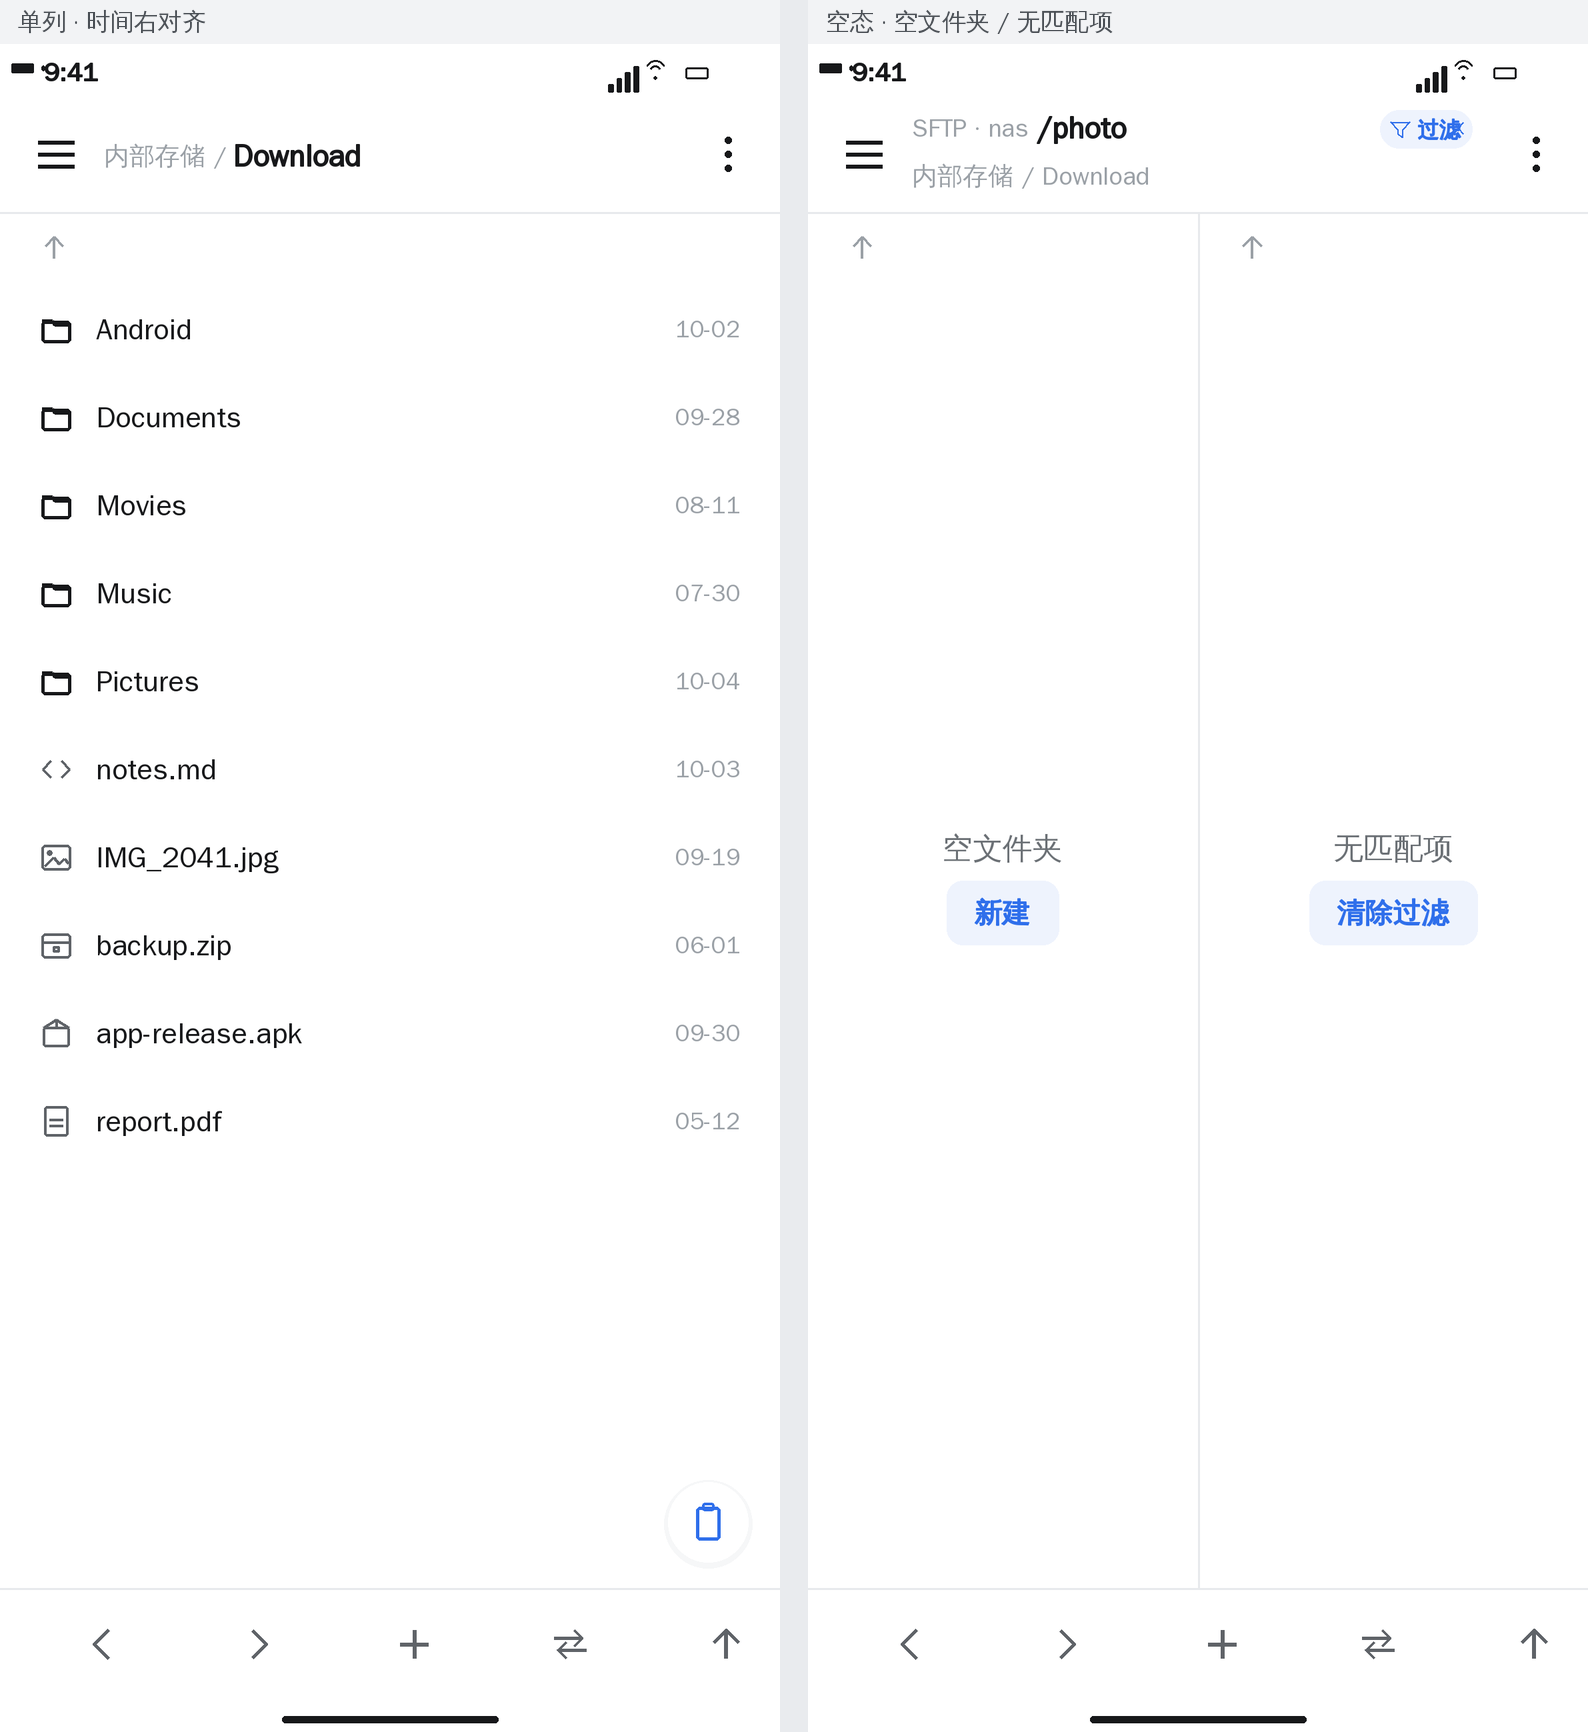 单列 · 时间右对齐
9:41
内部存储 / Download
Android 10-02
Documents 09-28
Movies 08-11
Music 07-30
Pictures 10-04
notes.md 10-03
IMG_2041.jpg 09-19
backup.zip 06-01
app-release.apk 09-30
report.pdf 05-12
空态 · 空文件夹 / 无匹配项
9:41
SFTP · nas /photo
过滤
内部存储 / Download
空文件夹
新建
无匹配项
清除过滤